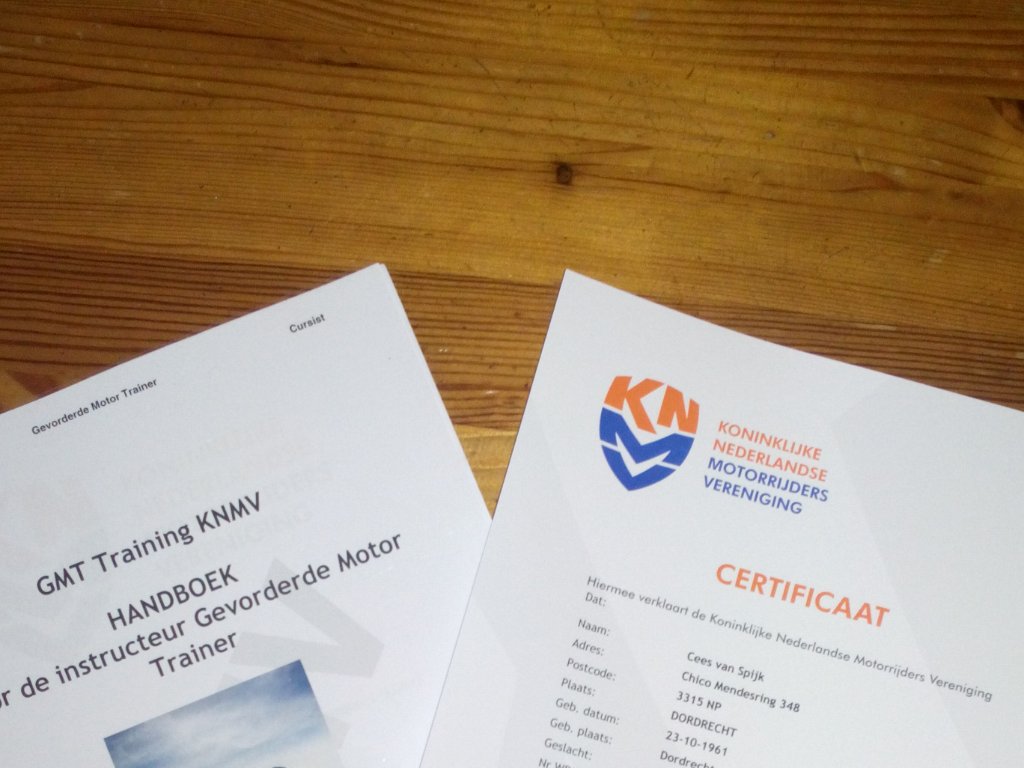 Cursist
Gevorderde Motor Trainer
GMT Training KNMV
HANDBOEK
de instructeur Gevorderde Motor
Trainer
KN
MV
KONINKLIJKE
NEDERLANDSE
MOTORRIJDERS
VERENIGING
CERTIFICAAT
Hiermee verklaart de Koninklijke Nederlandse Motorrijders Vereniging
Dat:
Naam: Cees van Spijk
Adres: Chico Mendesring 348
Postcode: 3315 NP
Plaats: DORDRECHT
Geb. datum: 23-10-1961
Geb. plaats: Dordrecht
Geslacht: